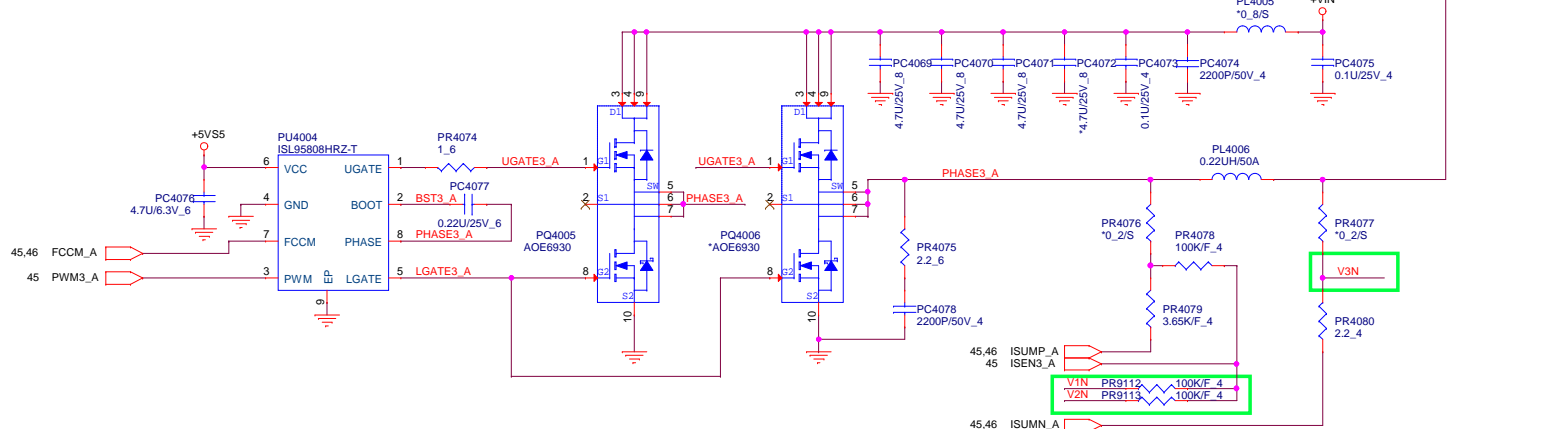 PL4005
*0_8/S
+VIN
PC4069
4.7U/25V_8
PC4070
4.7U/25V_8
PC4071
4.7U/25V_8
PC4072
*4.7U/25V_8
PC4073
0.1U/25V_4
PC4074
2200P/50V_4
PC4075
0.1U/25V_4
3 4 9
D1
3 4 9
D1
+5VS5
PU4004
ISL95808HRZ-T
PR4074
1_6
6 VCC UGATE 1
UGATE3_A 1 G1
UGATE3_A 1 G1
PL4006
0.22UH/50A
PHASE3_A
PC4076
4.7U/6.3V_6
4 GND BOOT 2
BST3_A
PC4077
0.22U/25V_6
2 S1 SW 5
6
7
PHASE3_A
2 S1 SW 5
6
7
7 FCCM PHASE 8
PHASE3_A
45,46 FCCM_A
PQ4005
AOE6930
PQ4006
*AOE6930
PR4075
2.2_6
PR4076
*0_2/S
PR4078
100K/F_4
PR4077
*0_2/S
45 PWM3_A
3 PWM EP LGATE 5
LGATE3_A
8 G2
8 G2
V3N
9
S2
10
S2
10
PC4078
2200P/50V_4
PR4079
3.65K/F_4
PR4080
2.2_4
45,46 ISUMP_A
45 ISEN3_A
V1N PR9112 100K/F_4
V2N PR9113 100K/F_4
45,46 ISUMN_A